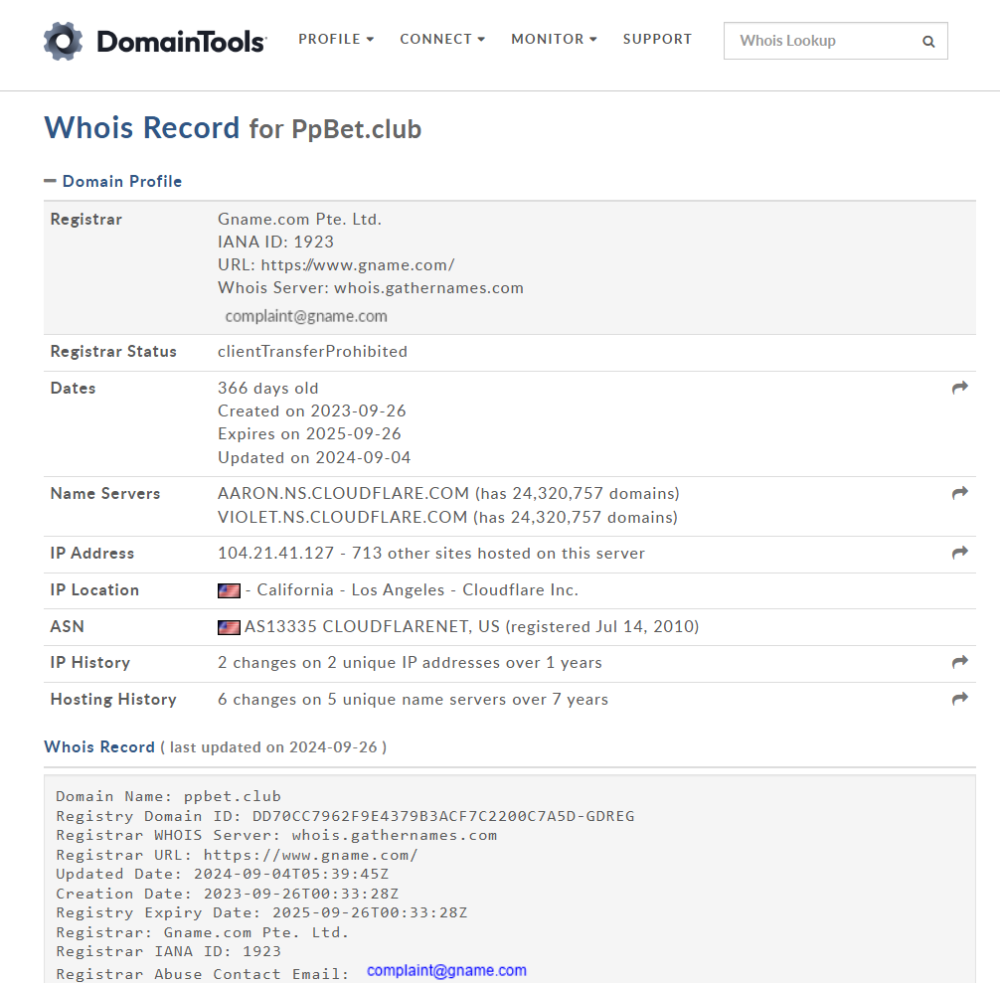 DomainTools
PROFILE CONNECT MONITOR SUPPORT Whois Lookup
Whois Record for PpBet.club
Domain Profile
Registrar Gname.com Pte. Ltd.
IANA ID: 1923
URL: https://www.gname.com/
Whois Server: whois.gathernames.com
complaint@gname.com
Registrar Status clientTransferProhibited
Dates 366 days old
Created on 2023-09-26
Expires on 2025-09-26
Updated on 2024-09-04
Name Servers AARON.NS.CLOUDFLARE.COM (has 24,320,757 domains)
VIOLET.NS.CLOUDFLARE.COM (has 24,320,757 domains)
IP Address 104.21.41.127 - 713 other sites hosted on this server
IP Location - California - Los Angeles - Cloudflare Inc.
ASN AS13335 CLOUDFLARENET, US (registered Jul 14, 2010)
IP History 2 changes on 2 unique IP addresses over 1 years
Hosting History 6 changes on 5 unique name servers over 7 years
Whois Record ( last updated on 2024-09-26 )
Domain Name: ppbet.club
Registry Domain ID: DD70CC7962F9E4379B3ACF7C2200C7A5D-GDREG
Registrar WHOIS Server: whois.gathernames.com
Registrar URL: https://www.gname.com/
Updated Date: 2024-09-04T05:39:45Z
Creation Date: 2023-09-26T00:33:28Z
Registry Expiry Date: 2025-09-26T00:33:28Z
Registrar: Gname.com Pte. Ltd.
Registrar IANA ID: 1923
Registrar Abuse Contact Email: complaint@gname.com